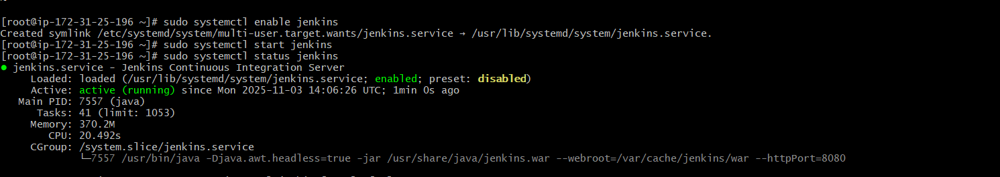 [root@ip-172-31-25-196 ~]# sudo systemctl enable jenkins
Created symlink /etc/systemd/system/multi-user.target.wants/jenkins.service → /usr/lib/systemd/system/jenkins.service.
[root@ip-172-31-25-196 ~]# sudo systemctl start jenkins
[root@ip-172-31-25-196 ~]# sudo systemctl status jenkins
● jenkins.service - Jenkins Continuous Integration Server
     Loaded: loaded (/usr/lib/systemd/system/jenkins.service; enabled; preset: disabled)
     Active: active (running) since Mon 2025-11-03 14:06:26 UTC; 1min 0s ago
   Main PID: 7557 (java)
      Tasks: 41 (limit: 1053)
     Memory: 370.2M
        CPU: 20.492s
     CGroup: /system.slice/jenkins.service
             └─7557 /usr/bin/java -Djava.awt.headless=true -jar /usr/share/java/jenkins.war --webroot=/var/cache/jenkins/war --httpPort=8080